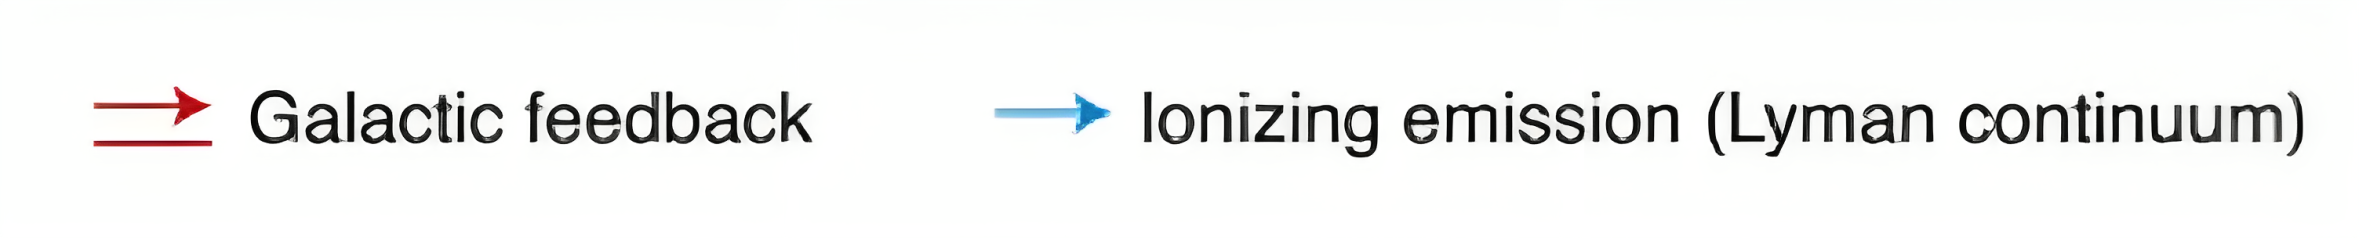 Galactic feedback Ionizing emission (Lyman continuum)